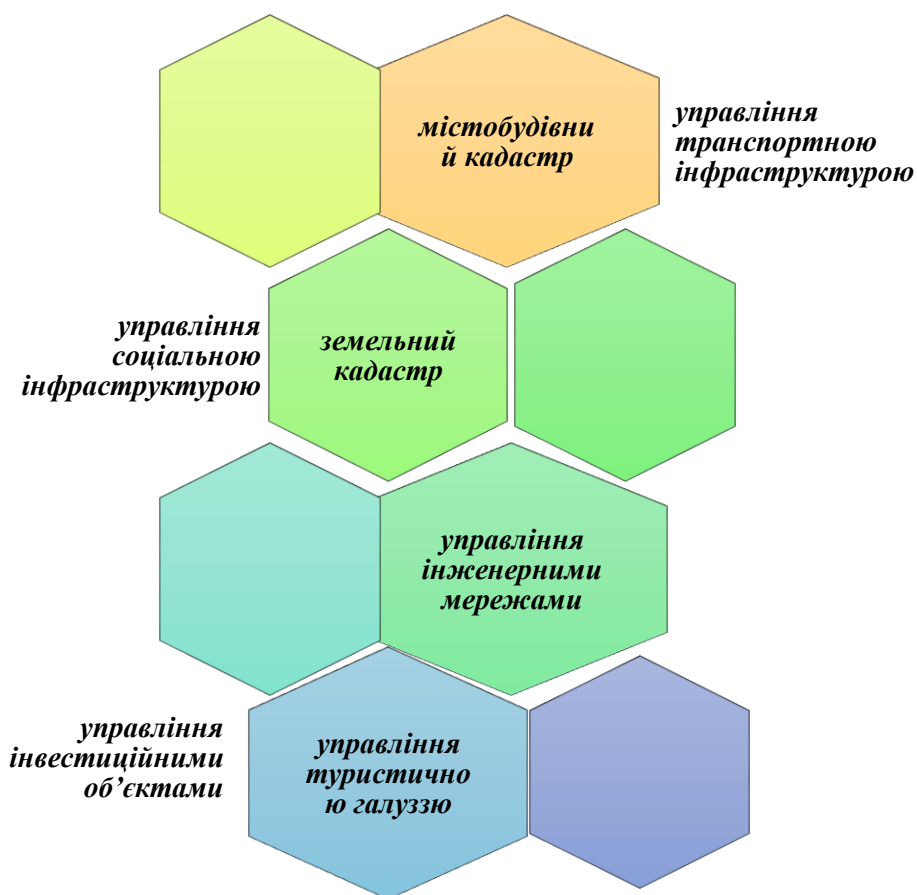 містобудівни
й кадастр
управління
транспортною
інфраструктурою
управління
соціальною
інфраструктурою
земельний
кадастр
управління
інженерними
мережами
управління
інвестиційними
об’єктами
управління
туристично
ю галуззю